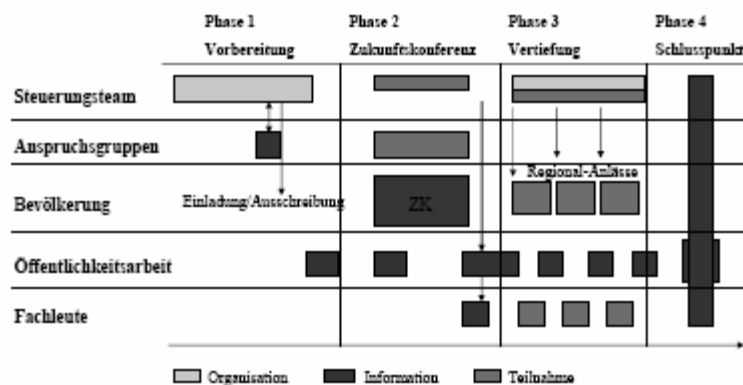 Phase 1 Phase 2 Phase 3 Phase 4
Vorbereitung Zukunftskonferenz Vertiefung Schlusspunkt
Steuerungsteam
Anspruchsgruppen
Regional-Anlässe
Bevölkerung Einladung/Ausschreibung ZK
Öffentlichkeitsarbeit
Fachleute
Organisation Information Teilnahme